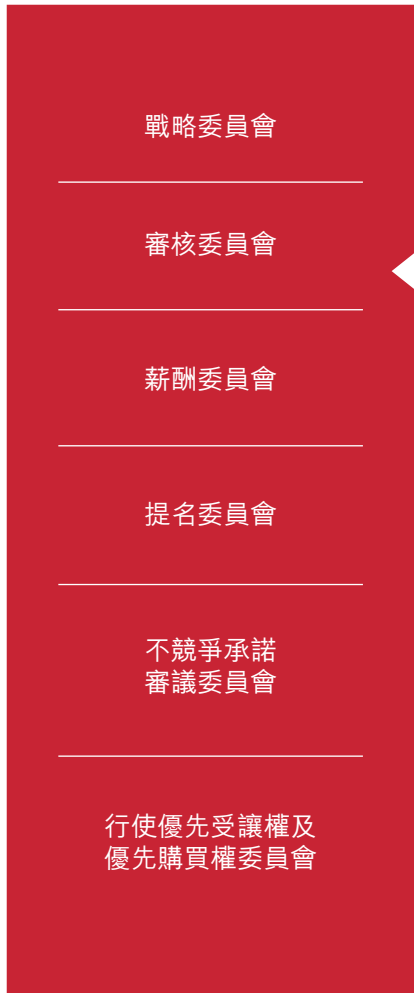 戰略委員會
審核委員會
薪酬委員會
提名委員會
不競爭承諾
審議委員會
行使優先受讓權及
優先購買權委員會